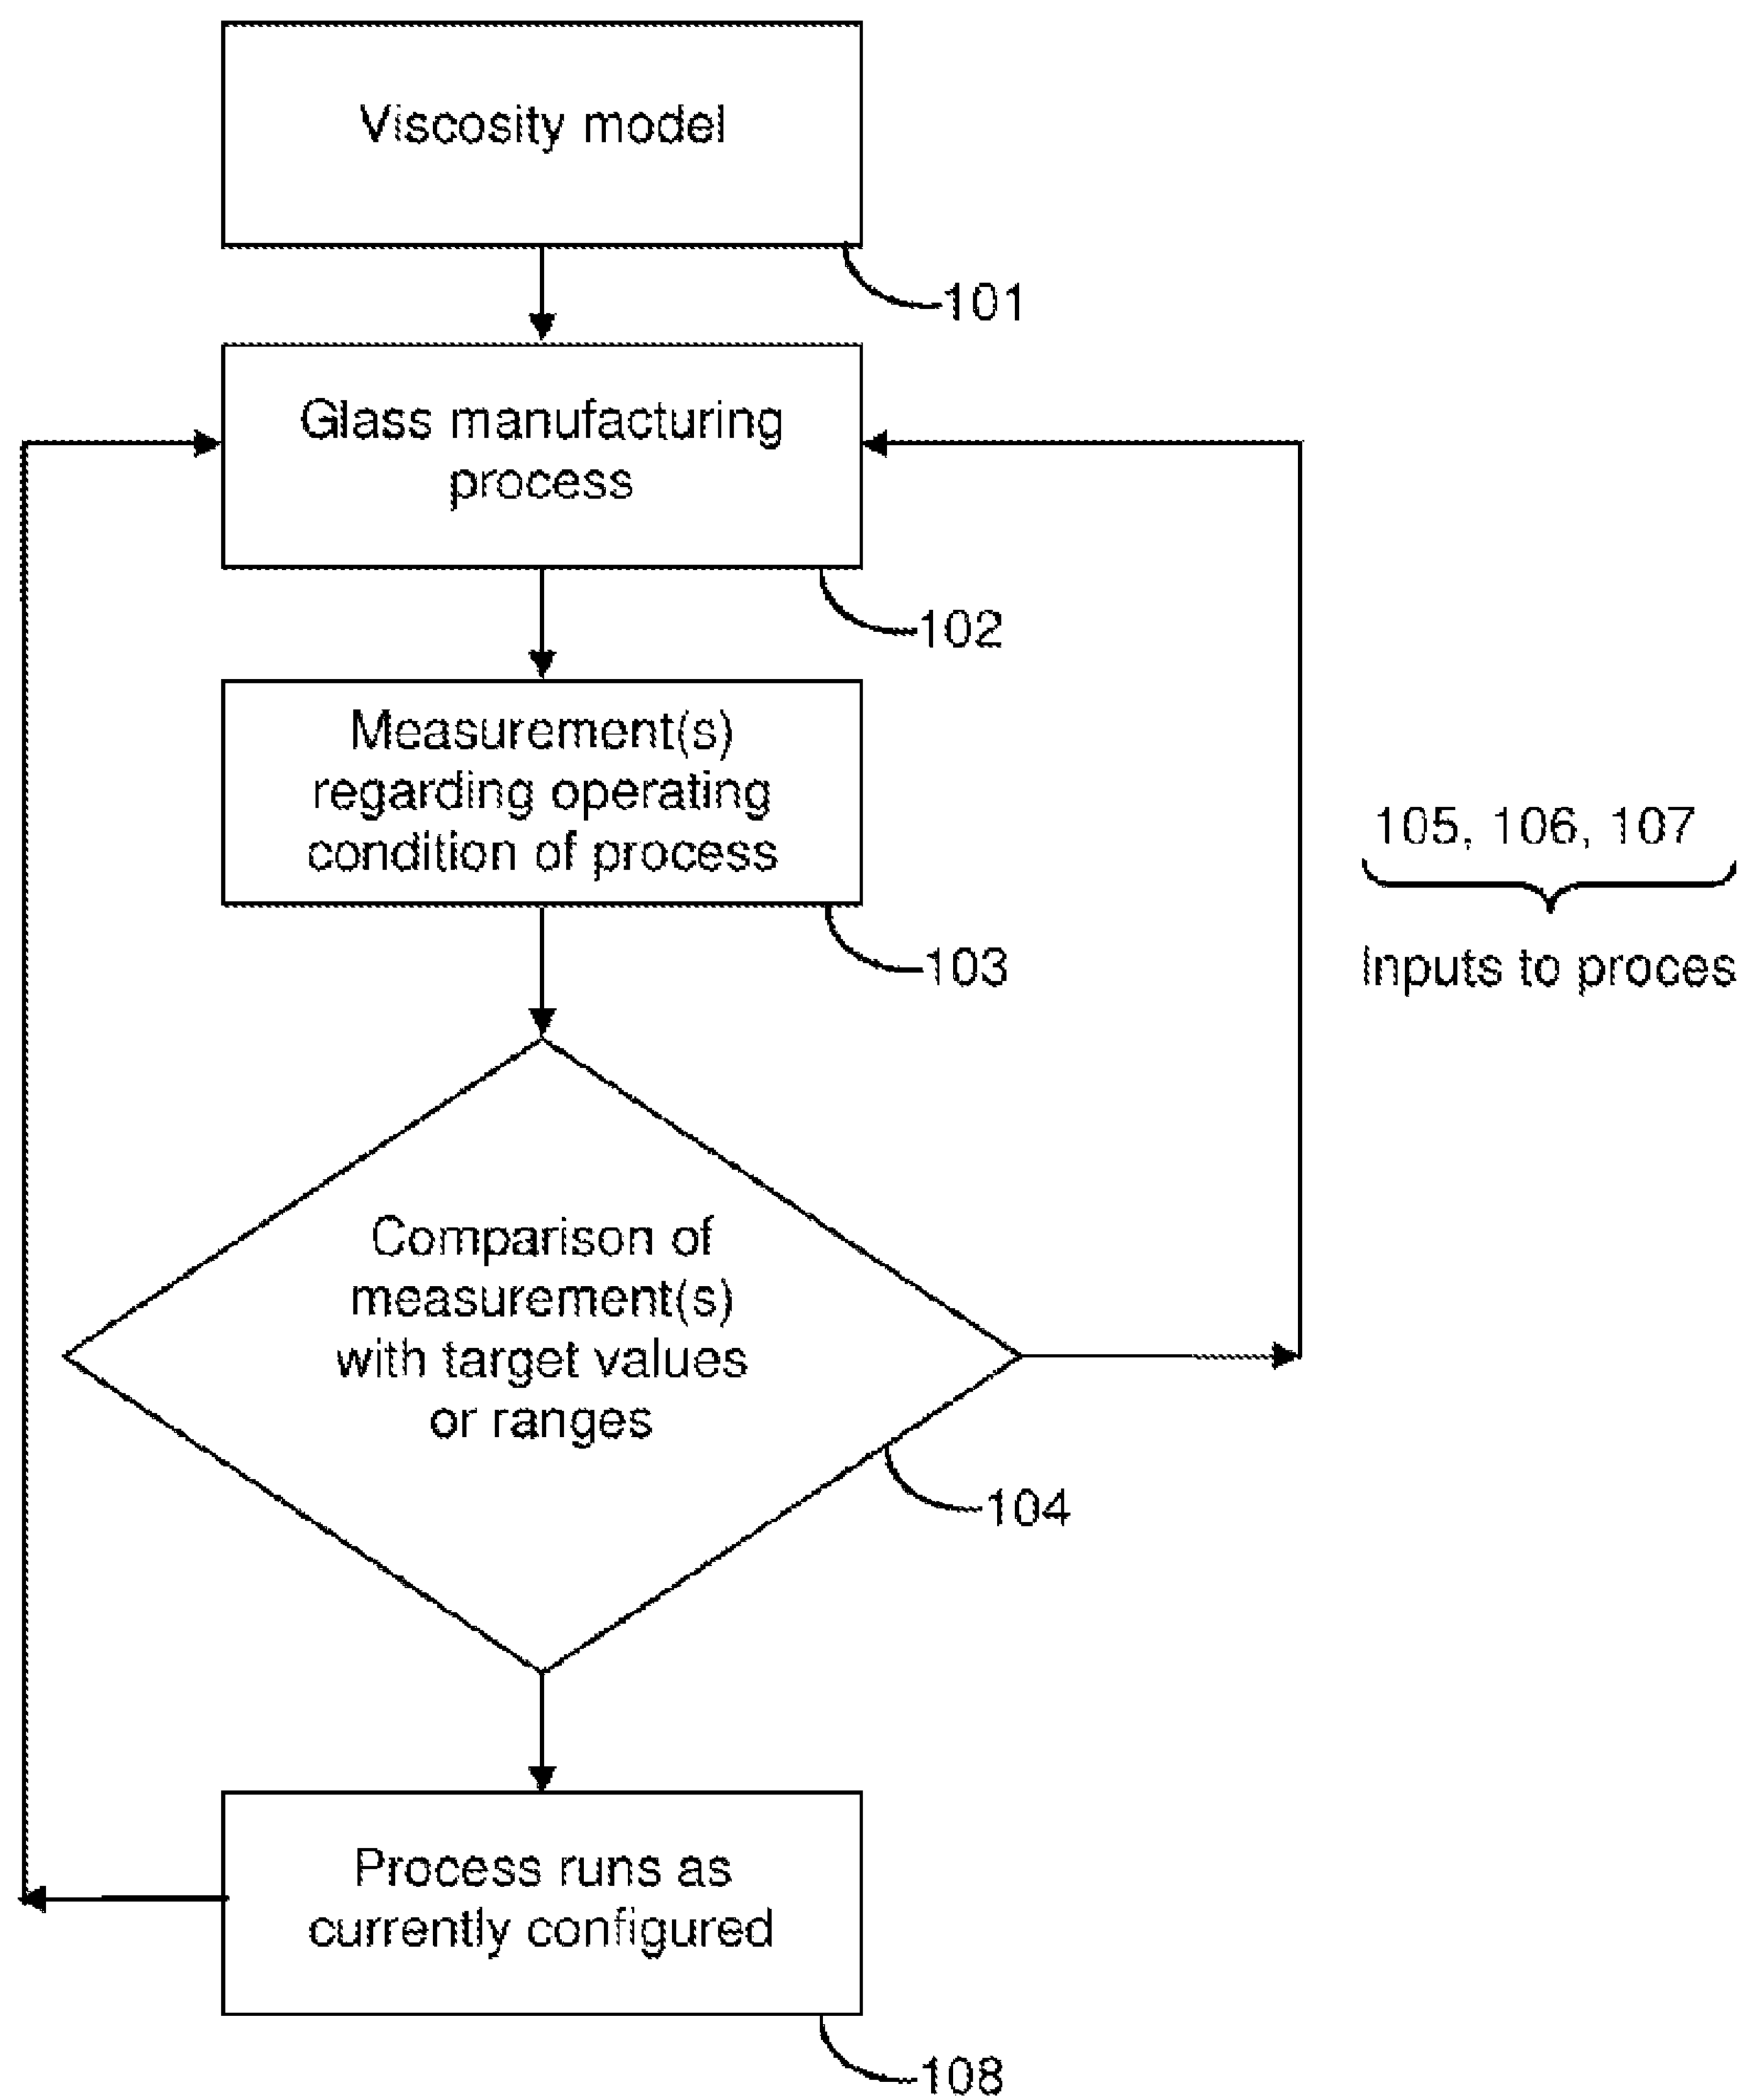 Viscosity model
101
Glass manufacturing
process
102
Measurement(s)
regarding operating
condition of process
103
105, 106, 107
Inputs to proces
Comparison of
measurement(s)
with target values
or ranges
104
Process runs as
currently configured
108